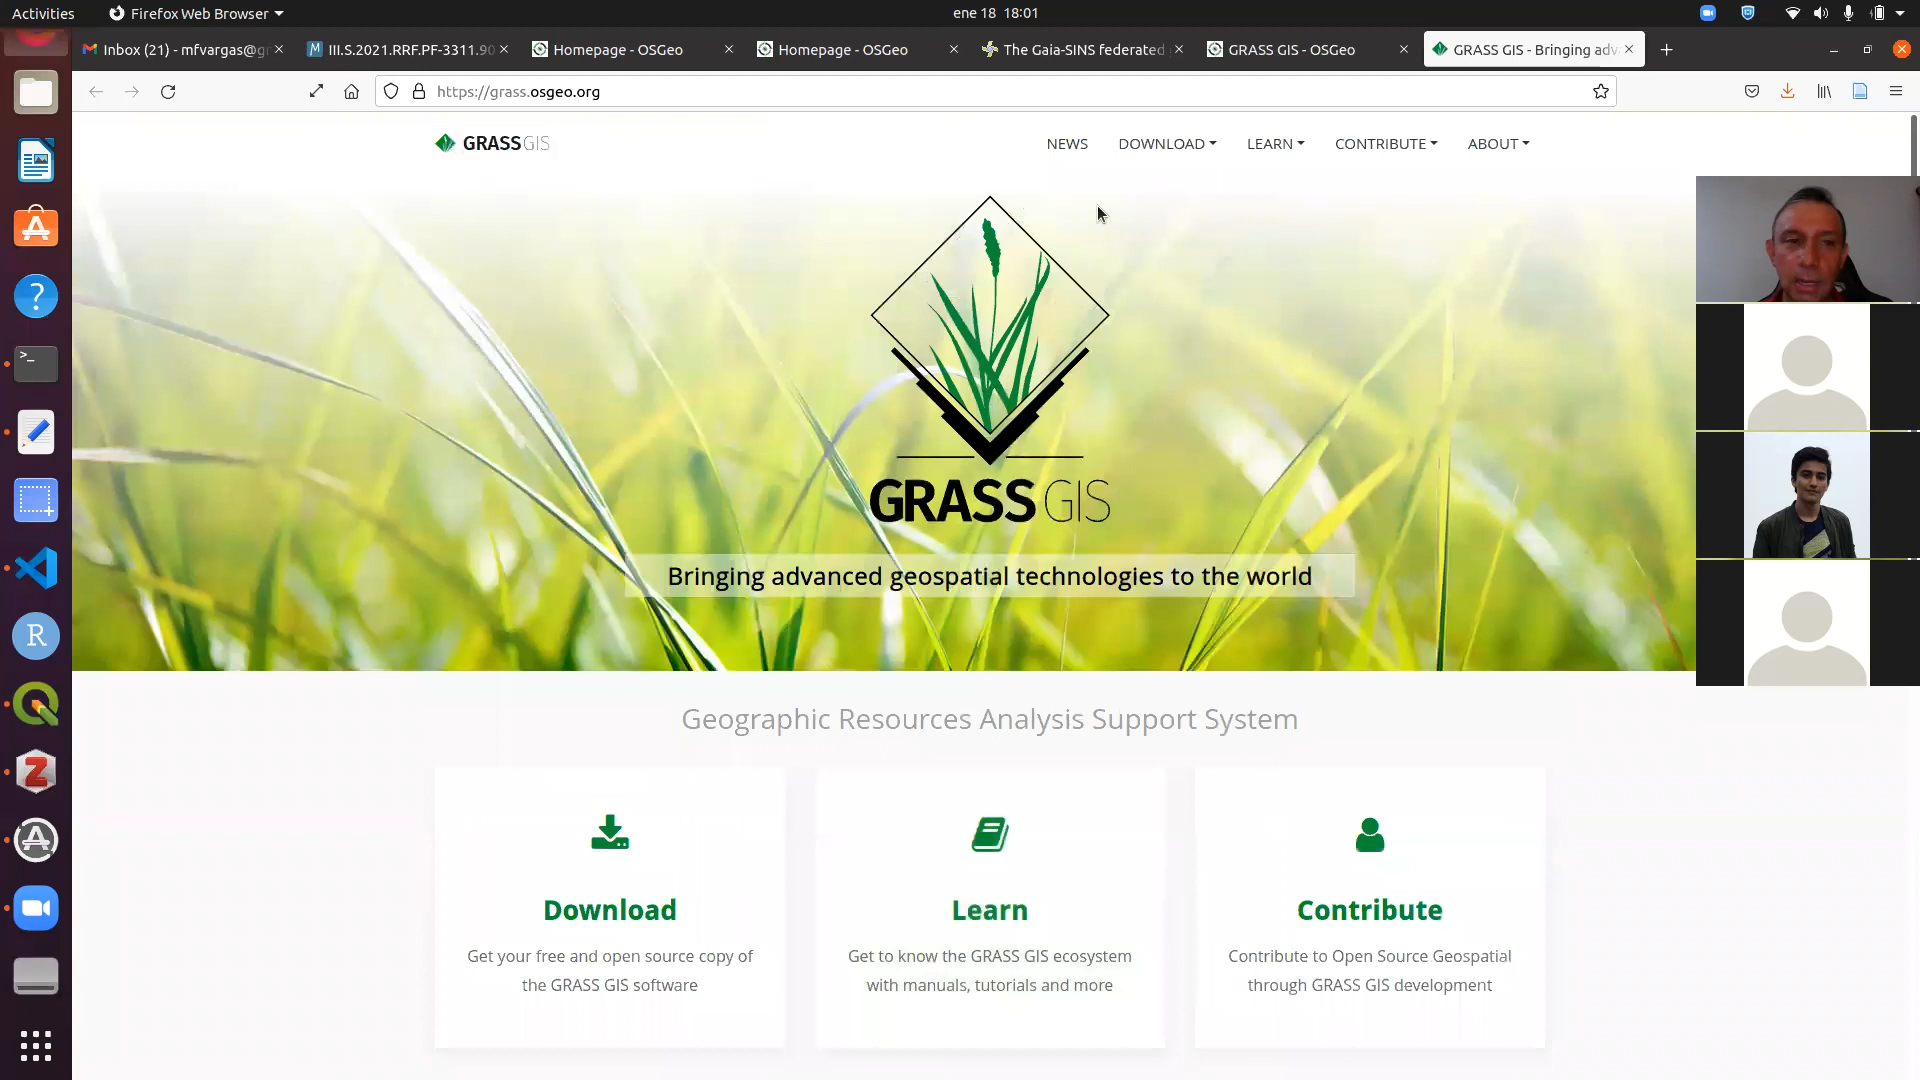 Activities
Firefox Web Browser
ene 18 18:01
Inbox (21) - mfvargas@g
III.S.2021.RRF.PF-3311.90
Homepage - OSGeo
Homepage - OSGeo
The Gaia-SINS federated
GRASS GIS - OSGeo
GRASS GIS - Bringing adv
https://grass.osgeo.org
GRASS GIS
NEWS
DOWNLOAD
LEARN
CONTRIBUTE
ABOUT
GRASS GIS
Bringing advanced geospatial technologies to the world
Geographic Resources Analysis Support System
Download
Get your free and open source copy of
the GRASS GIS software
Learn
Get to know the GRASS GIS ecosystem
with manuals, tutorials and more
Contribute
Contribute to Open Source Geospatial
through GRASS GIS development